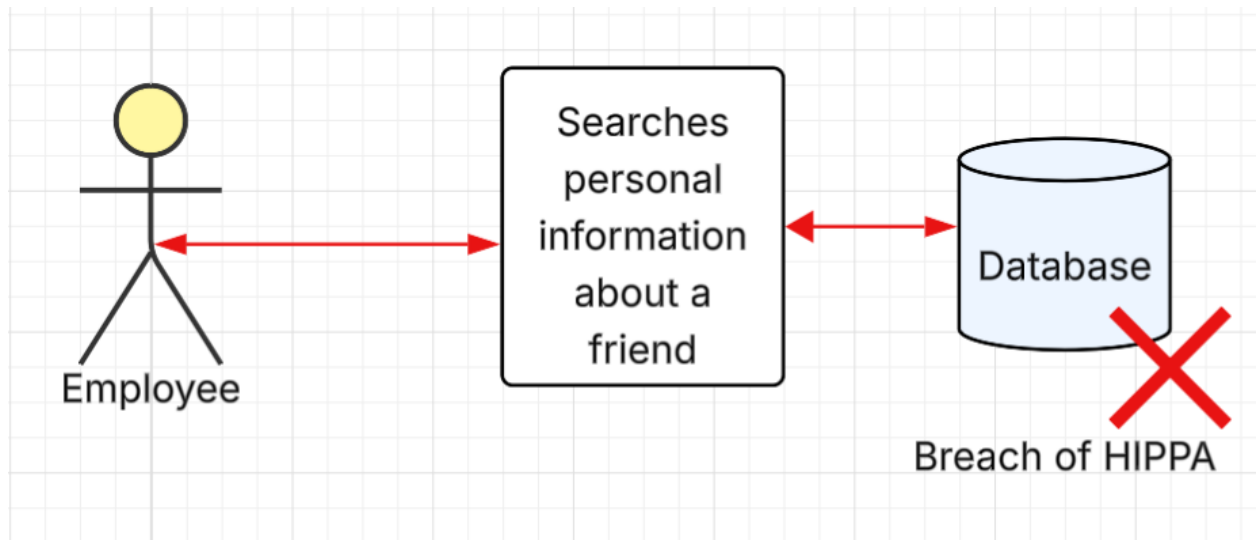 Searches
personal
information
about a
friend
Database
Employee
Breach of HIPPA